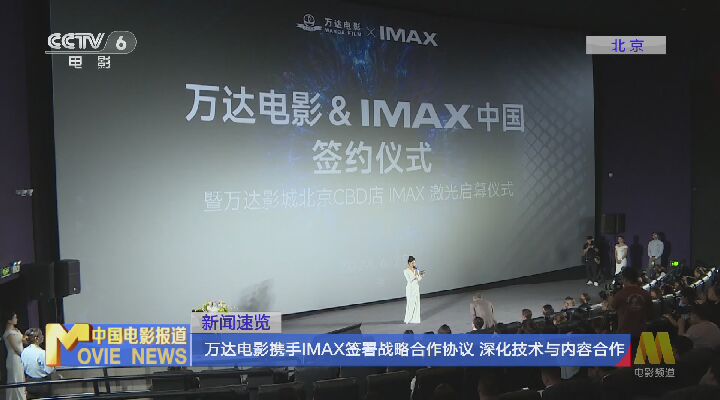 CCTV 6
电影
北京
万达电影 × IMAX
WANDA FILM
万达电影 & IMAX 中国
签约仪式
暨万达影城北京CBD店 IMAX 激光启幕仪式
新闻速览
中国电影报道
MOVIE NEWS
万达电影携手IMAX签署战略合作协议 深化技术与内容合作
M
电影频道